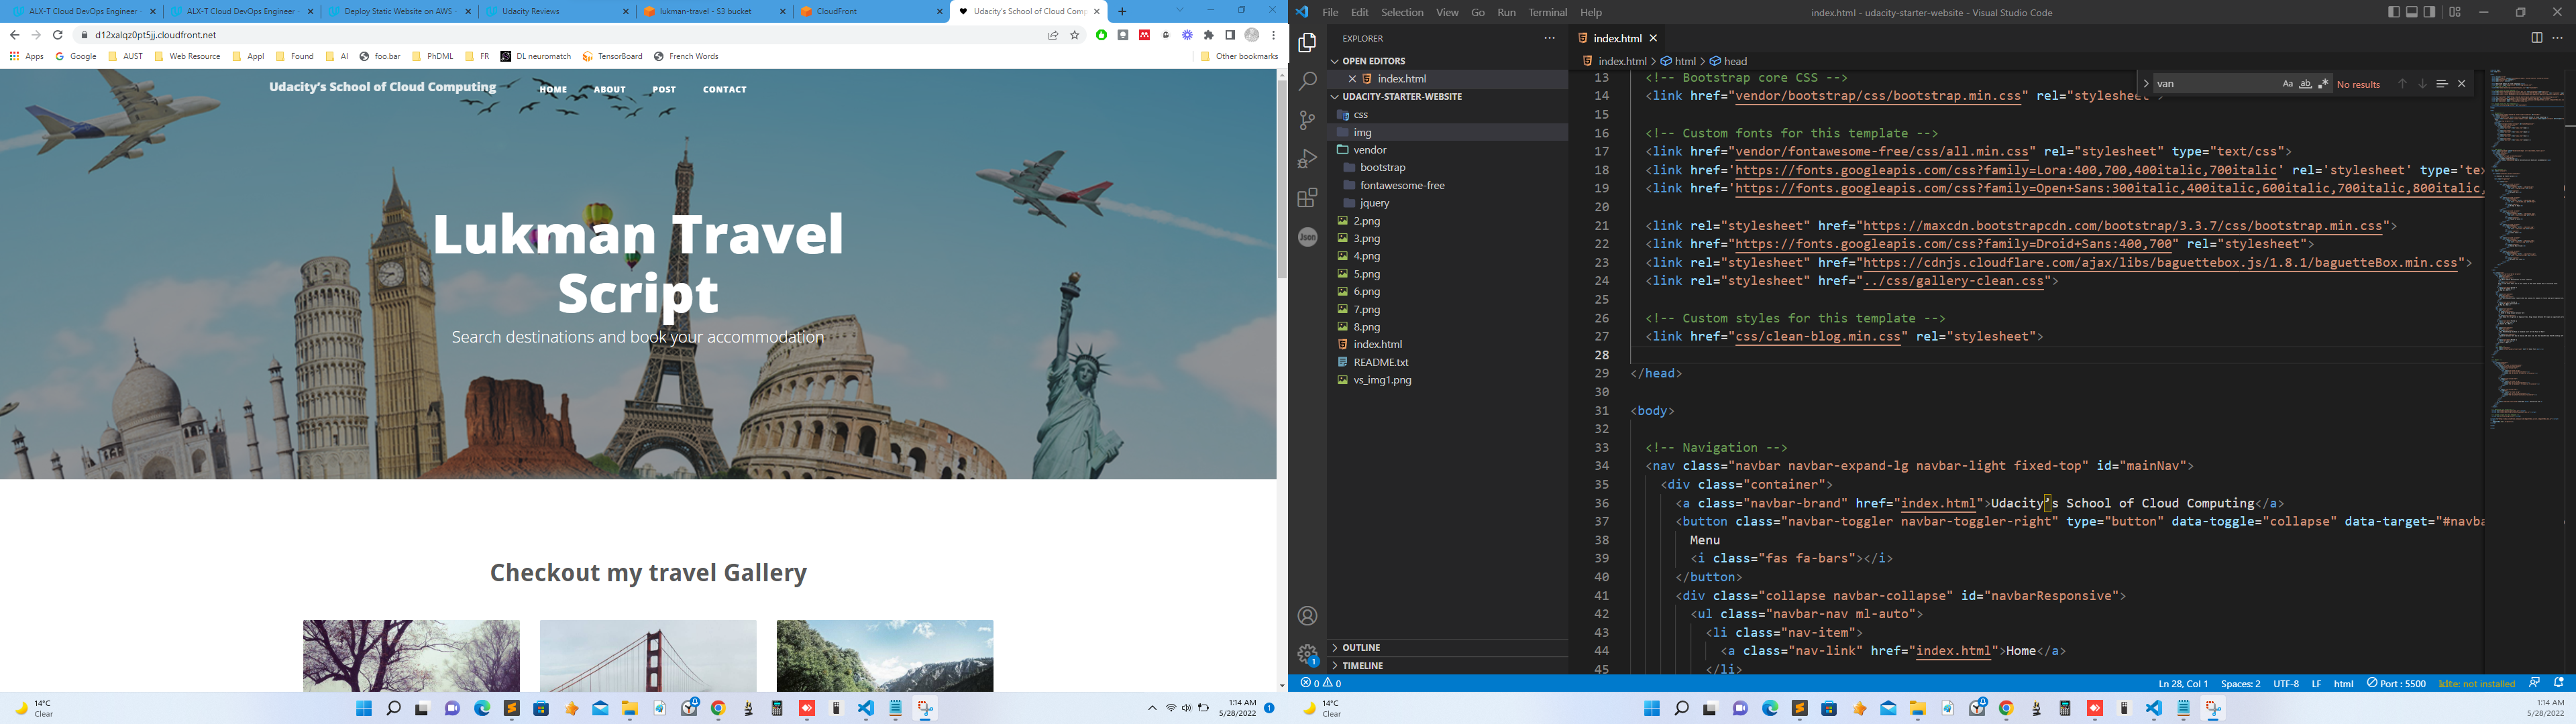 ALX-T Cloud DevOps Engineer
ALX-T Cloud DevOps Engineer -
Deploy Static Website on AWS -
Udacity Reviews
lukman-travel - S3 bucket
CloudFront
Udacity's School of Cloud Comp
d12xalqz0pt5jj.cloudfront.net
Apps
Google
AUST
Web Resource
Appl
Found
AI
foo.bar
PhDML
FR
DL neuromatch
TensorBoard
French Words
Other bookmarks
Udacity's School of Cloud Computing
HOME
ABOUT
POST
CONTACT
Lukman Travel
Script
Search destinations and book your accommodation
Checkout my travel Gallery
14°C
Clear
1:14 AM
5/28/2022
File Edit Selection View Go Run Terminal Help
index.html - udacity-starter-website - Visual Studio Code
EXPLORER
OPEN EDITORS
index.html
UDACITY-STARTER-WEBSITE
css
img
vendor
bootstrap
fontawesome-free
jquery
2.png
3.png
4.png
5.png
6.png
7.png
8.png
index.html
README.txt
vs_img1.png
OUTLINE
TIMELINE
Json
index.html
index.html > html > head
van
Aa ab
No results
13 <!-- Bootstrap core CSS -->
14 <link href="vendor/bootstrap/css/bootstrap.min.css" rel="stylesheet">
15
16 <!-- Custom fonts for this template -->
17 <link href="vendor/fontawesome-free/css/all.min.css" rel="stylesheet" type="text/css">
18 <link href='https://fonts.googleapis.com/css?family=Lora:400,700,400italic,700italic' rel='stylesheet' type='tex
19 <link href='https://fonts.googleapis.com/css?family=Open+Sans:300italic,400italic,600italic,700italic,800italic,
20
21 <link rel="stylesheet" href="https://maxcdn.bootstrapcdn.com/bootstrap/3.3.7/css/bootstrap.min.css">
22 <link href="https://fonts.googleapis.com/css?family=Droid+Sans:400,700" rel="stylesheet">
23 <link rel="stylesheet" href="https://cdnjs.cloudflare.com/ajax/libs/baguettebox.js/1.8.1/baguetteBox.min.css">
24 <link rel="stylesheet" href="../css/gallery-clean.css">
25
26 <!-- Custom styles for this template -->
27 <link href="css/clean-blog.min.css" rel="stylesheet">
28
29 </head>
30
31 <body>
32
33 <!-- Navigation -->
34 <nav class="navbar navbar-expand-lg navbar-light fixed-top" id="mainNav">
35 <div class="container">
36 <a class="navbar-brand" href="index.html">Udacity’s School of Cloud Computing</a>
37 <button class="navbar-toggler navbar-toggler-right" type="button" data-toggle="collapse" data-target="#navba
38 Menu
39 <i class="fas fa-bars"></i>
40 </button>
41 <div class="collapse navbar-collapse" id="navbarResponsive">
42 <ul class="navbar-nav ml-auto">
43 <li class="nav-item">
44 <a class="nav-link" href="index.html">Home</a>
45 </li>
0 0
Ln 28, Col 1 Spaces: 2 UTF-8 LF html Port : 5500 kite: not installed
14°C
Clear
1:14 AM
5/28/2022